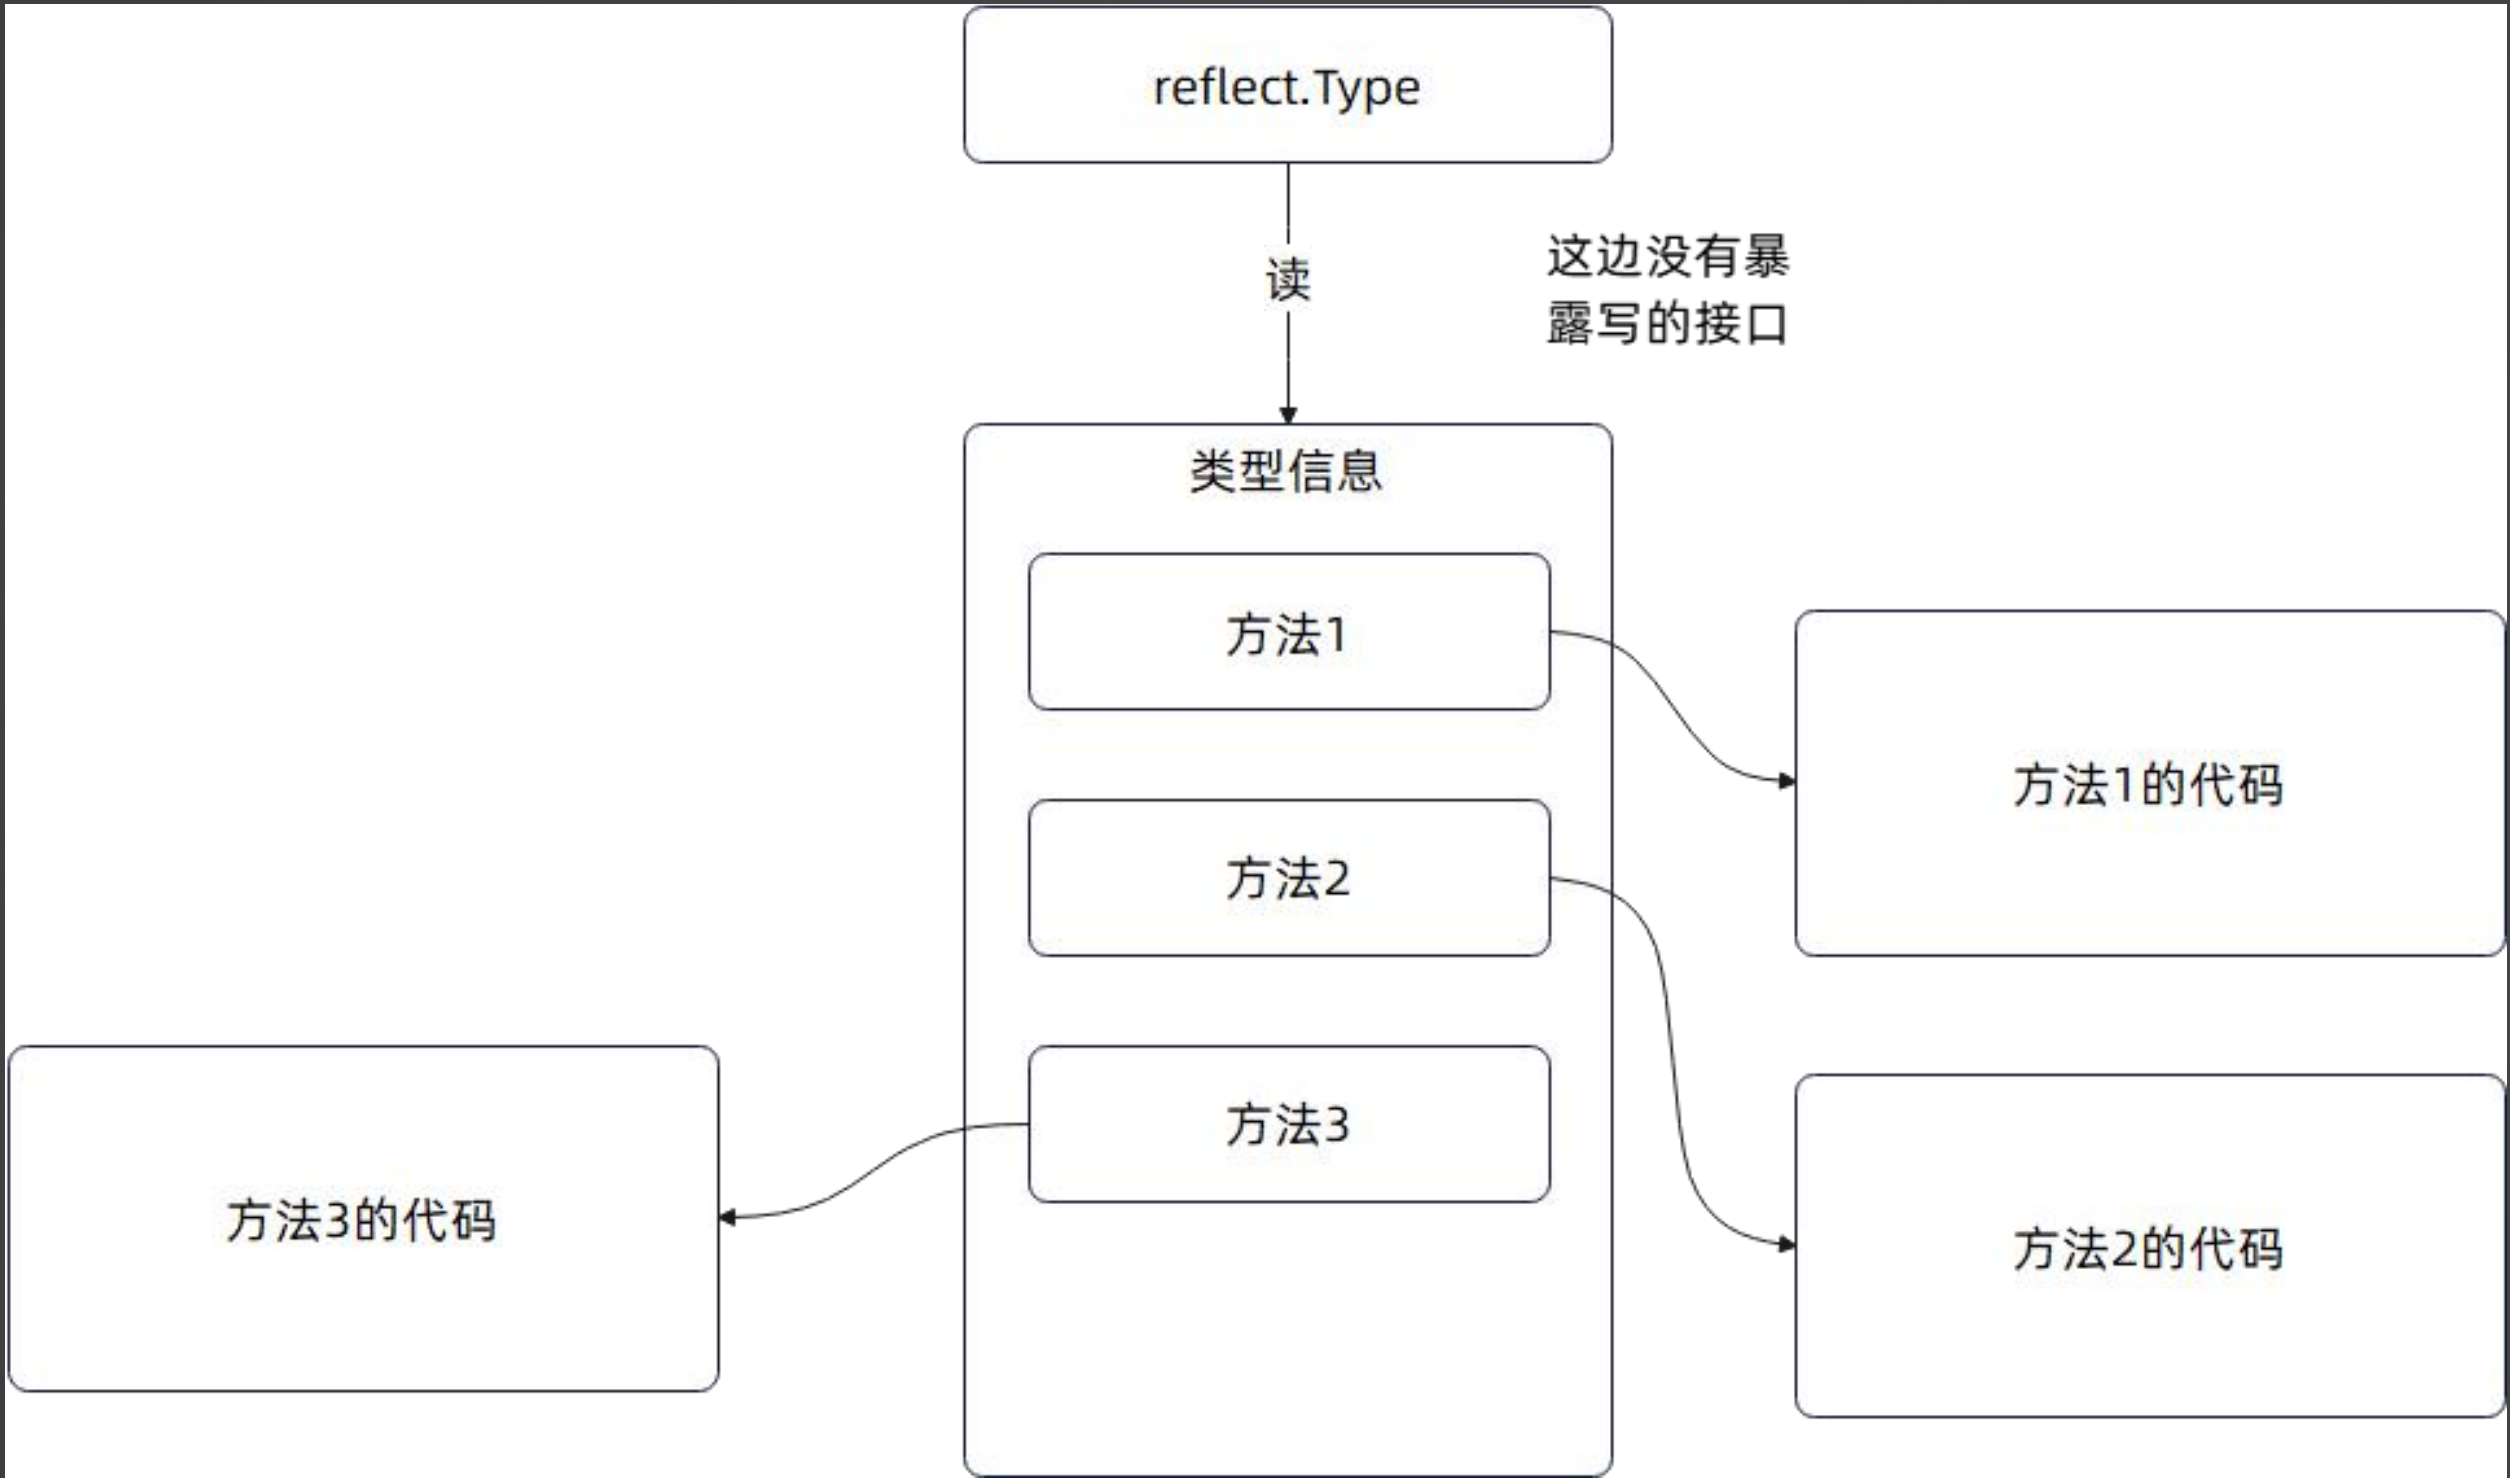 reflect.Type
读
这边没有暴
露写的接口
类型信息
方法1
方法1的代码
方法2
方法3
方法3的代码
方法2的代码